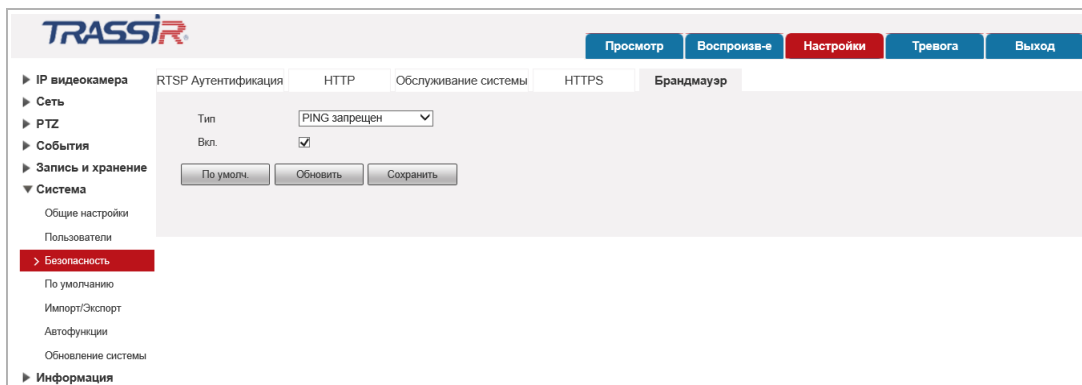 TRASSIR
Просмотр Воспроизв-е Настройки Тревога Выход
IP видеокамера
Сеть
PTZ
События
Запись и хранение
Система
Общие настройки
Пользователи
Безопасность
По умолчанию
Импорт/Экспорт
Автофункции
Обновление системы
Информация
RTSP Аутентификация HTTP Обслуживание системы HTTPS Брандмауэр
Тип PING запрещен
Вкл.
По умолч. Обновить Сохранить